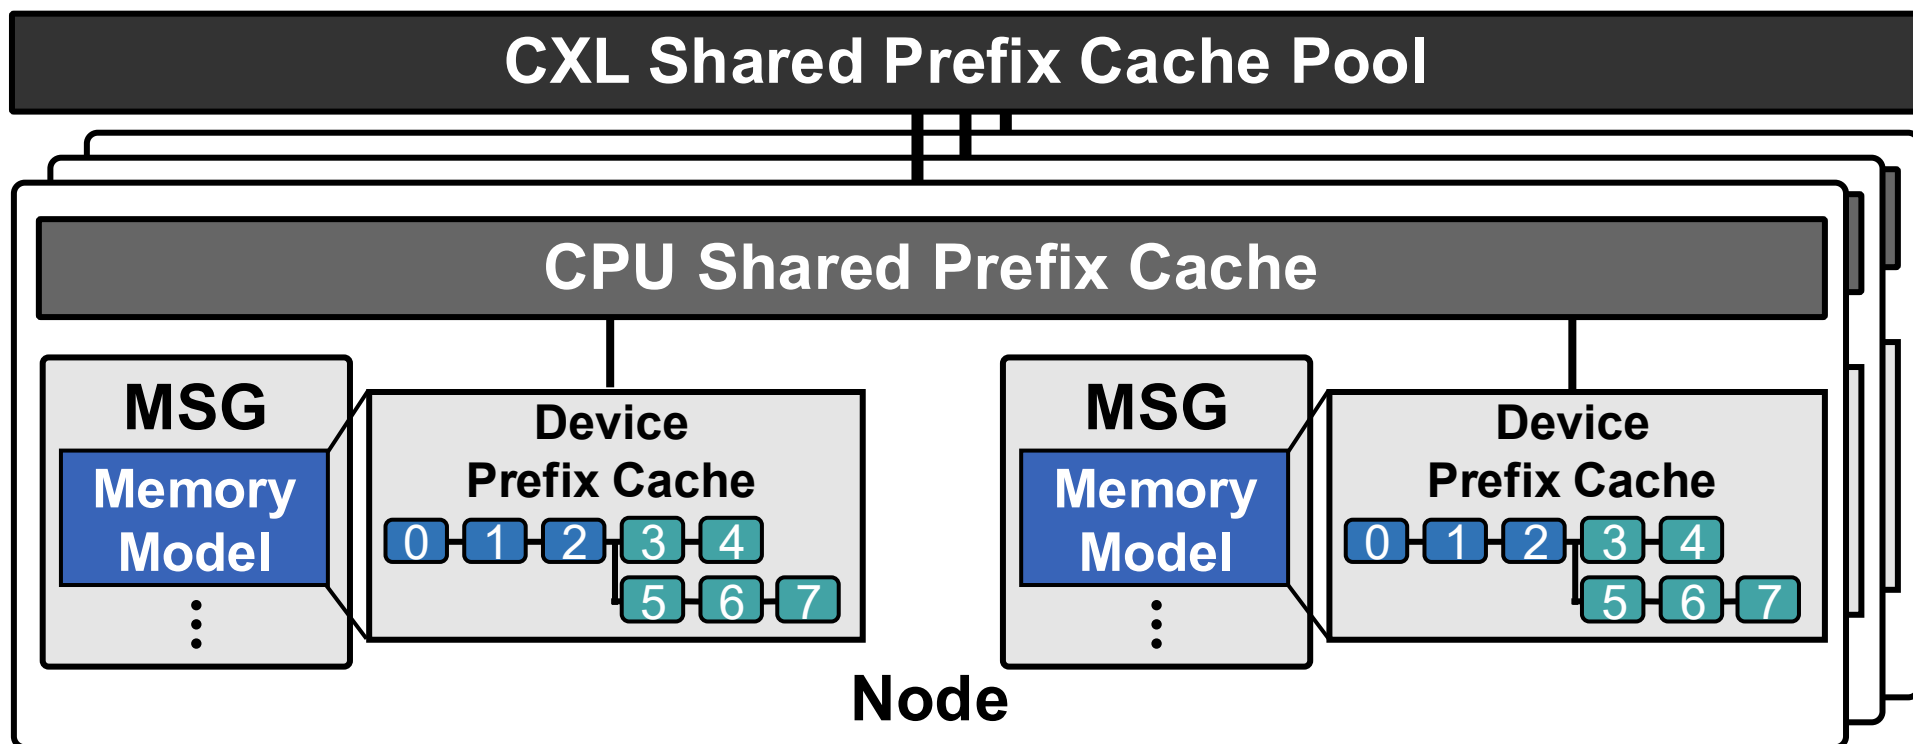 CXL Shared Prefix Cache Pool
CPU Shared Prefix Cache
MSG
Memory
Model
Device
Prefix Cache
0 1 2 3 4
5 6 7
MSG
Memory
Model
Device
Prefix Cache
0 1 2 3 4
5 6 7
Node